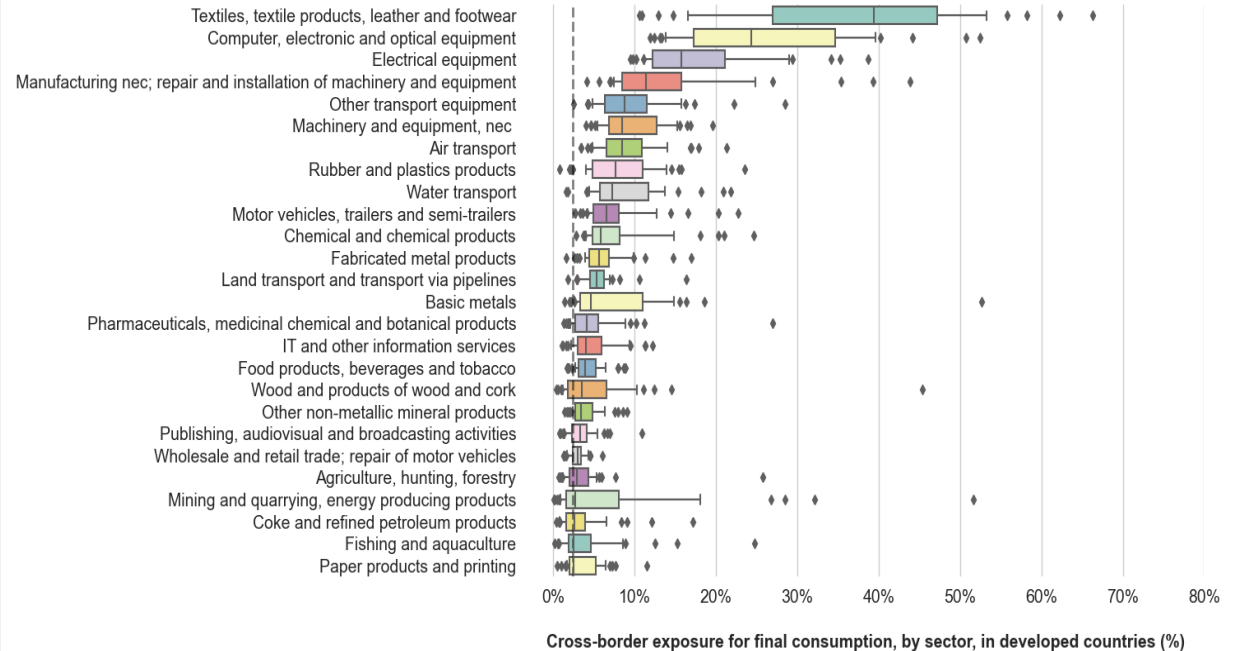 Textiles, textile products, leather and footwear
Computer, electronic and optical equipment
Electrical equipment
Manufacturing nec; repair and installation of machinery and equipment
Other transport equipment
Machinery and equipment, nec
Air transport
Rubber and plastics products
Water transport
Motor vehicles, trailers and semi-trailers
Chemical and chemical products
Fabricated metal products
Land transport and transport via pipelines
Basic metals
Pharmaceuticals, medicinal chemical and botanical products
IT and other information services
Food products, beverages and tobacco
Wood and products of wood and cork
Other non-metallic mineral products
Publishing, audiovisual and broadcasting activities
Wholesale and retail trade; repair of motor vehicles
Agriculture, hunting, forestry
Mining and quarrying, energy producing products
Coke and refined petroleum products
Fishing and aquaculture
Paper products and printing
0% 10% 20% 30% 40% 50% 60% 70% 80%
Cross-border exposure for final consumption, by sector, in developed countries (%)